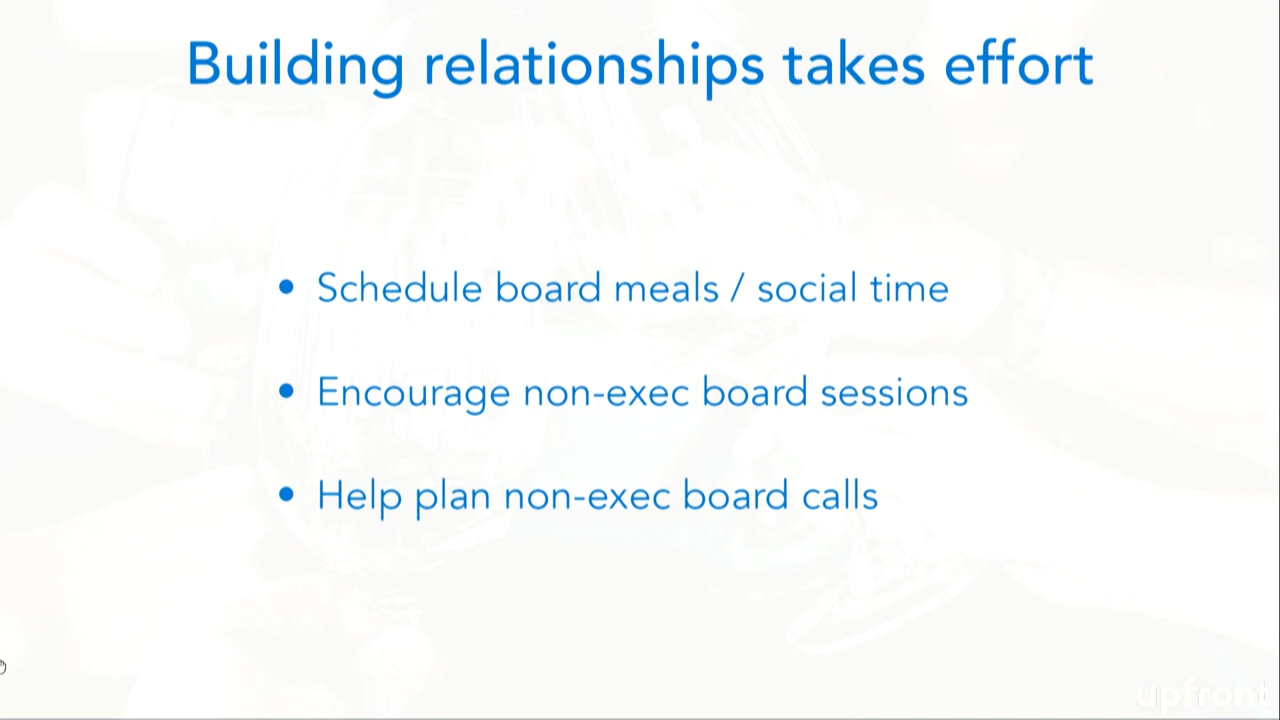 Building relationships takes effort
• Schedule board meals / social time
• Encourage non-exec board sessions
• Help plan non-exec board calls
upfront